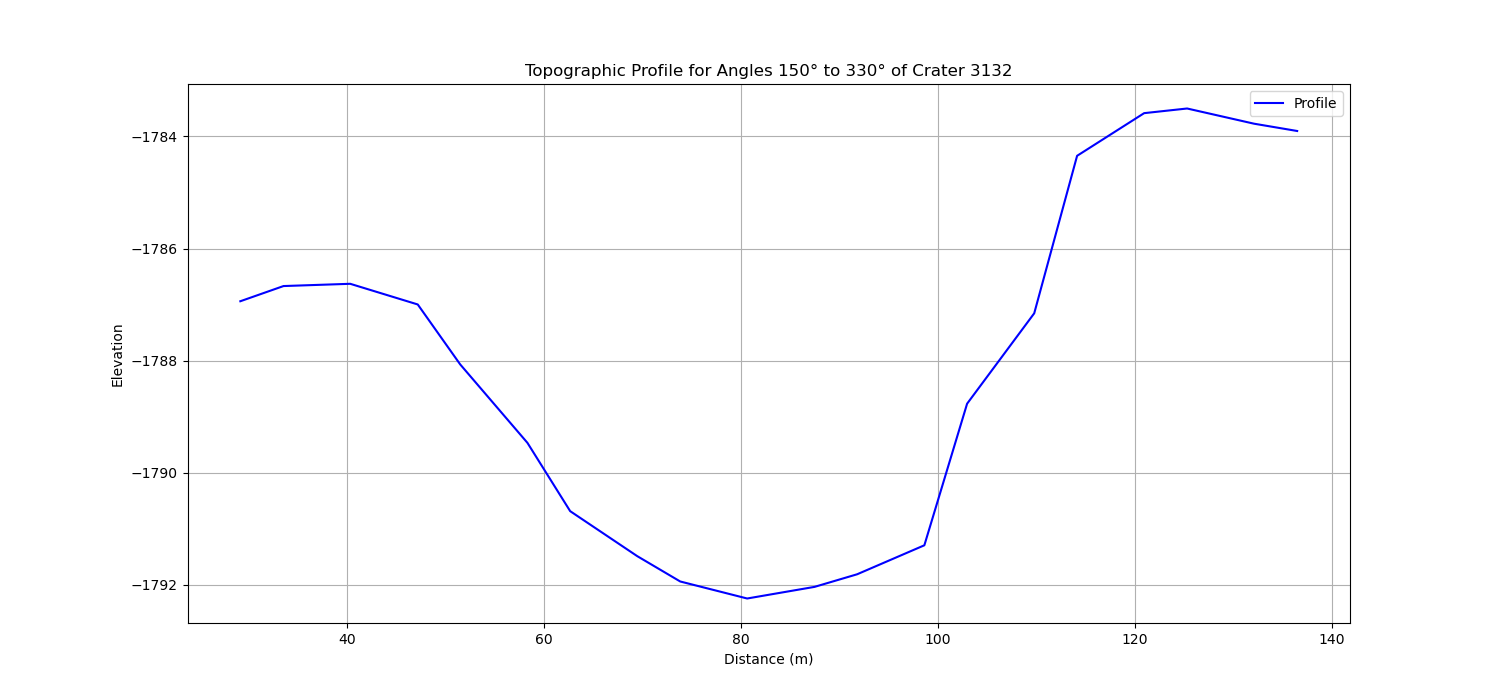 Topographic Profile for Angles 150° to 330° of Crater 3132
Profile
−1784
−1786
−1788
−1790
−1792
Elevation
40 60 80 100 120 140
Distance (m)